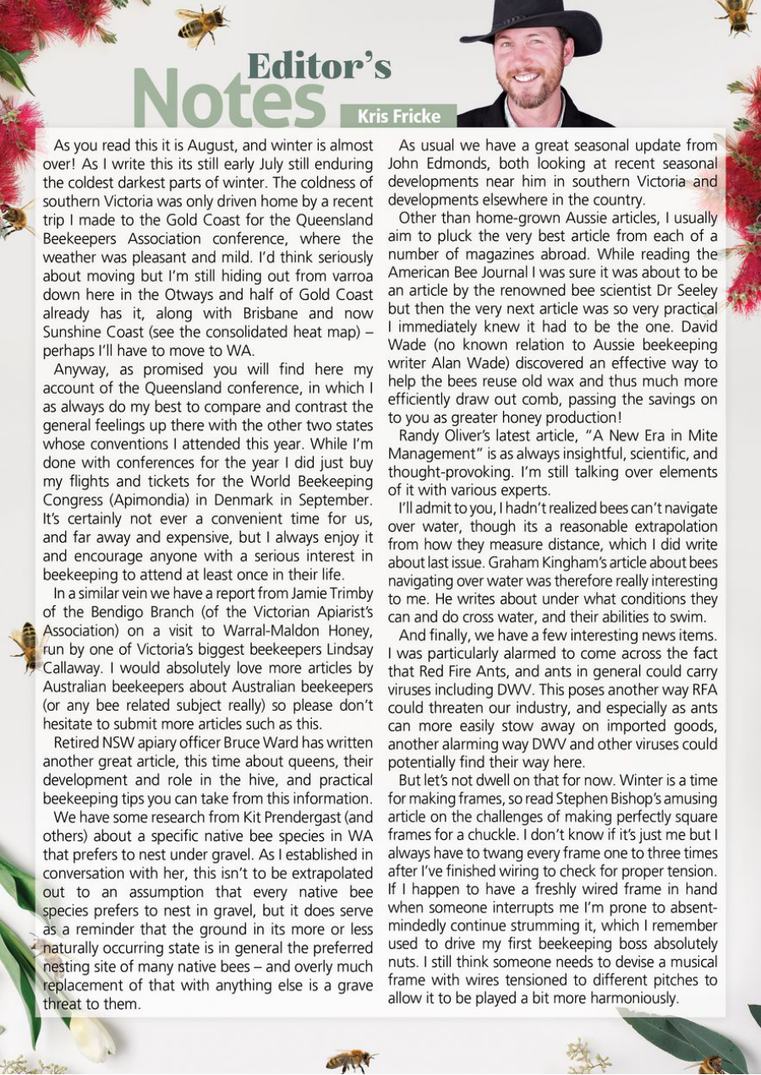 Editor's
Notes
Kris Fricke
As you read this it is August, and winter is almost
over! As I write this its still early July still enduring
the coldest darkest parts of winter. The coldness of
southern Victoria was only driven home by a recent
trip I made to the Gold Coast for the Queensland
Beekeepers Association conference, where the
weather was pleasant and mild. I'd think seriously
about moving but I'm still hiding out from varroa
down here in the Otways and half of Gold Coast
already has it, along with Brisbane and now
Sunshine Coast (see the consolidated heat map) –
perhaps I'll have to move to WA.
Anyway, as promised you will find here my
account of the Queensland conference, in which I
as always do my best to compare and contrast the
general feelings up there with the other two states
whose conventions I attended this year. While I'm
done with conferences for the year I did just buy
my flights and tickets for the World Beekeeping
Congress (Apimondia) in Denmark in September.
It's certainly not ever a convenient time for us,
and far away and expensive, but I always enjoy it
and encourage anyone with a serious interest in
beekeeping to attend at least once in their life.
In a similar vein we have a report from Jamie Trimby
of the Bendigo Branch (of the Victorian Apiarist's
Association) on a visit to Warral-Maldon Honey,
run by one of Victoria's biggest beekeepers Lindsay
Callaway. I would absolutely love more articles by
Australian beekeepers about Australian beekeepers
(or any bee related subject really) so please don't
hesitate to submit more articles such as this.
Retired NSW apiary officer Bruce Ward has written
another great article, this time about queens, their
development and role in the hive, and practical
beekeeping tips you can take from this information.
We have some research from Kit Prendergast (and
others) about a specific native bee species in WA
that prefers to nest under gravel. As I established in
conversation with her, this isn't to be extrapolated
out to an assumption that every native bee
species prefers to nest in gravel, but it does serve
as a reminder that the ground in its more or less
naturally occurring state is in general the preferred
nesting site of many native bees – and overly much
replacement of that with anything else is a grave
threat to them.
As usual we have a great seasonal update from
John Edmonds, both looking at recent seasonal
developments near him in southern Victoria and
developments elsewhere in the country.
Other than home-grown Aussie articles, I usually
aim to pluck the very best article from each of a
number of magazines abroad. While reading the
American Bee Journal I was sure it was about to be
an article by the renowned bee scientist Dr Seeley
but then the very next article was so very practical
I immediately knew it had to be the one. David
Wade (no known relation to Aussie beekeeping
writer Alan Wade) discovered an effective way to
help the bees reuse old wax and thus much more
efficiently draw out comb, passing the savings on
to you as greater honey production!
Randy Oliver's latest article, "A New Era in Mite
Management" is as always insightful, scientific, and
thought-provoking. I'm still talking over elements
of it with various experts.
I'll admit to you, I hadn't realized bees can't navigate
over water, though its a reasonable extrapolation
from how they measure distance, which I did write
about last issue. Graham Kingham's article about bees
navigating over water was therefore really interesting
to me. He writes about under what conditions they
can and do cross water, and their abilities to swim.
And finally, we have a few interesting news items.
I was particularly alarmed to come across the fact
that Red Fire Ants, and ants in general could carry
viruses including DWV. This poses another way RFA
could threaten our industry, and especially as ants
can more easily stow away on imported goods,
another alarming way DWV and other viruses could
potentially find their way here.
But let's not dwell on that for now. Winter is a time
for making frames, so read Stephen Bishop's amusing
article on the challenges of making perfectly square
frames for a chuckle. I don't know if it's just me but I
always have to twang every frame one to three times
after I've finished wiring to check for proper tension.
If I happen to have a freshly wired frame in hand
when someone interrupts me I'm prone to absent-
mindedly continue strumming it, which I remember
used to drive my first beekeeping boss absolutely
nuts. I still think someone needs to devise a musical
frame with wires tensioned to different pitches to
allow it to be played a bit more harmoniously.